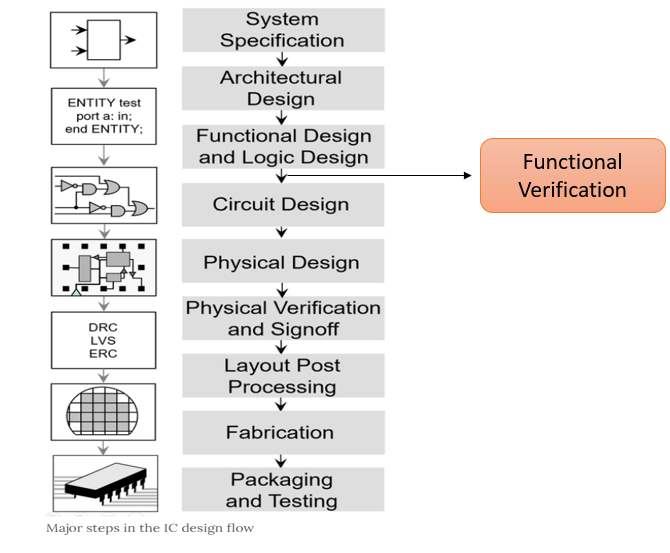 System
Specification
Architectural
Design
ENTITY test
port a: in;
end ENTITY;
Functional Design
and Logic Design
Functional
Verification
Circuit Design
Physical Design
Physical Verification
and Signoff
DRC
LVS
ERC
Layout Post
Processing
Fabrication
Packaging
and Testing
Major steps in the IC design flow